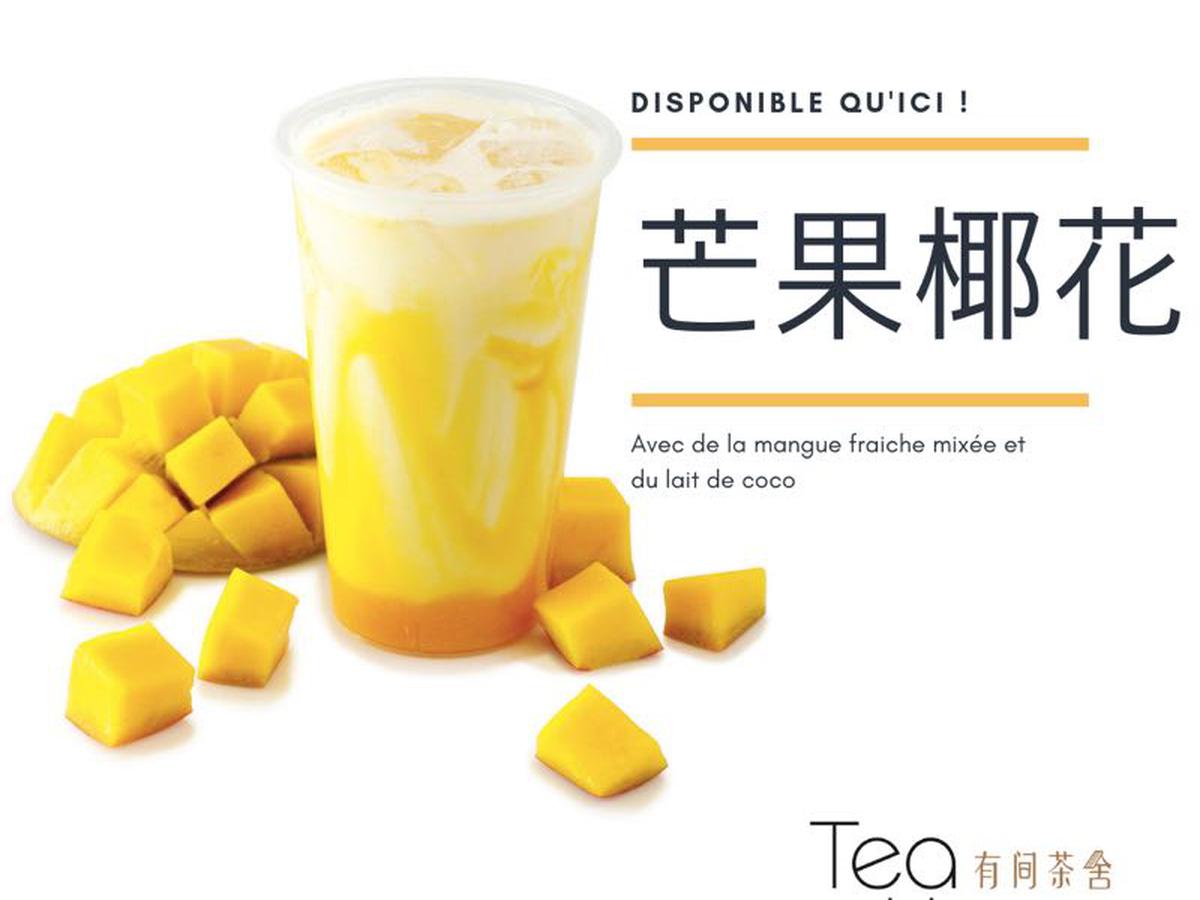 DISPONIBLE QU'ICI !
芒果椰花
Avec de la mangue fraiche mixée et
du lait de coco
Tea 有间茶舍